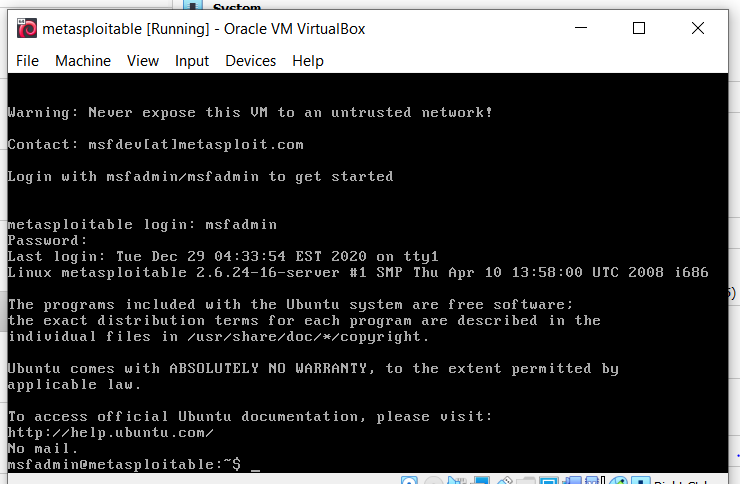 System
metasploitable [Running] - Oracle VM VirtualBox
File Machine View Input Devices Help
Warning: Never expose this VM to an untrusted network!
Contact: msfdev[at]metasploit.com
Login with msfadmin/msfadmin to get started
metasploitable login: msfadmin
Password:
Last login: Tue Dec 29 04:33:54 EST 2020 on tty1
Linux metasploitable 2.6.24-16-server #1 SMP Thu Apr 10 13:58:00 UTC 2008 i686
The programs included with the Ubuntu system are free software;
the exact distribution terms for each program are described in the
individual files in /usr/share/doc/*/copyright.
Ubuntu comes with ABSOLUTELY NO WARRANTY, to the extent permitted by
applicable law.
To access official Ubuntu documentation, please visit:
http://help.ubuntu.com/
No mail.
msfadmin@metasploitable:~$ _
Right Ctrl